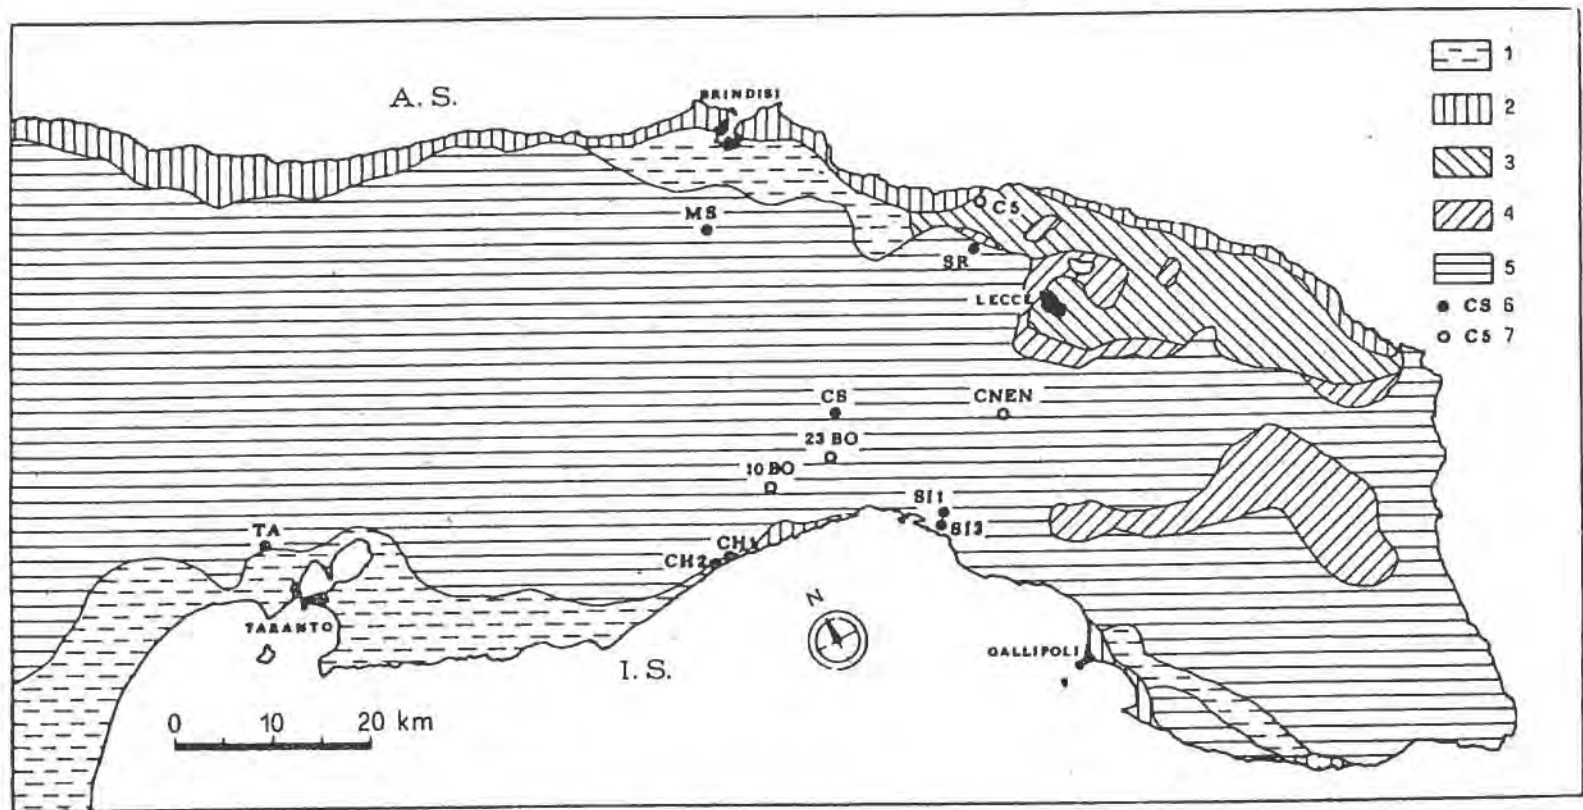 A. S.
BRINDISI
1
2
3
4
5
CS 6
C5 7
MS
C5
SR
LECCE
CS
CNEN
23 BO
10 BO
SI1
SI2
TA
CH1
CH2
N
TARANTO
I. S.
GALLIPOLI
0 10 20 km